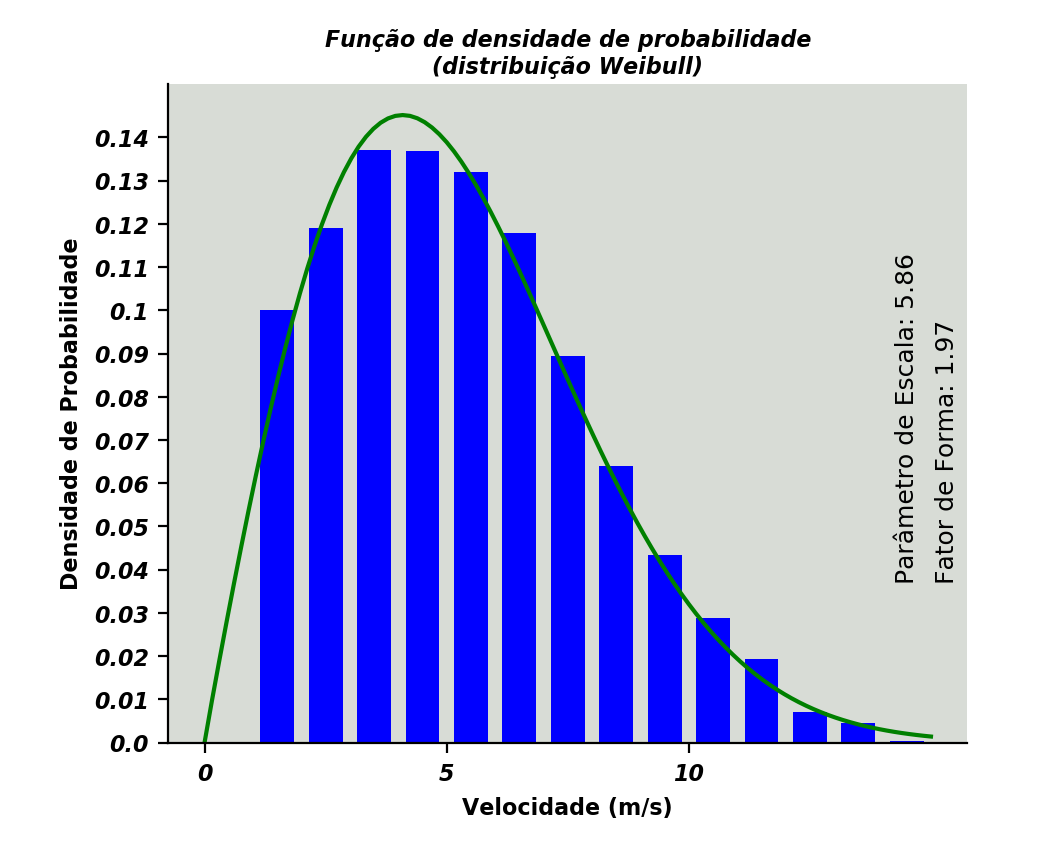 Função de densidade de probabilidade
(distribuição Weibull)
Densidade de Probabilidade
0.14
0.13
0.12
0.11
0.1
0.09
0.08
0.07
0.06
0.05
0.04
0.03
0.02
0.01
0.0
0 5 10
Velocidade (m/s)
Parâmetro de Escala: 5.86
Fator de Forma: 1.97